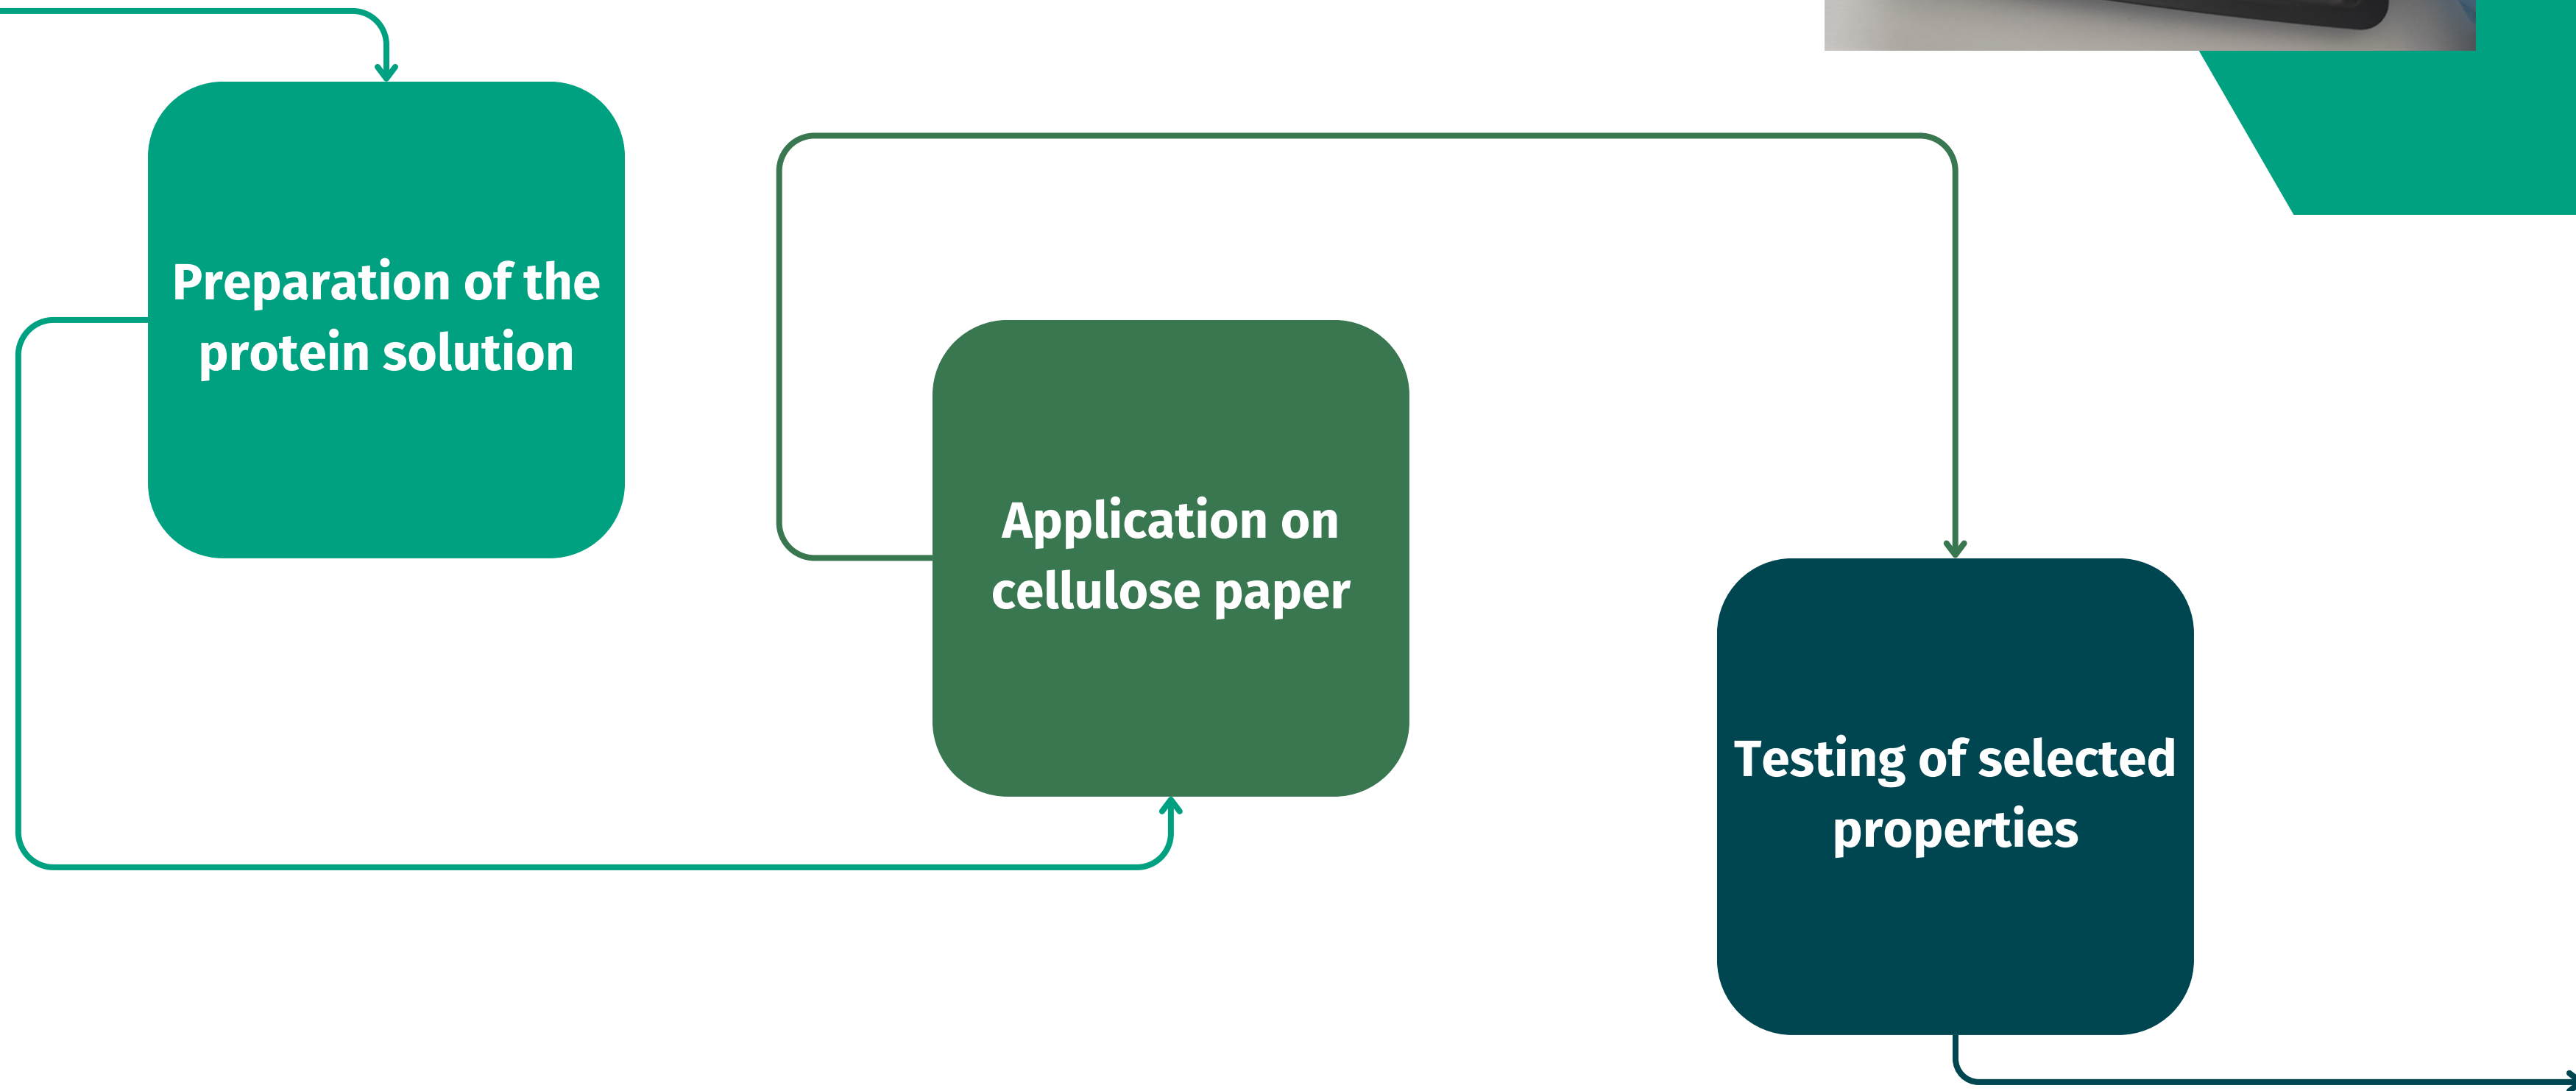 Preparation of the
protein solution
Application on
cellulose paper
Testing of selected
properties